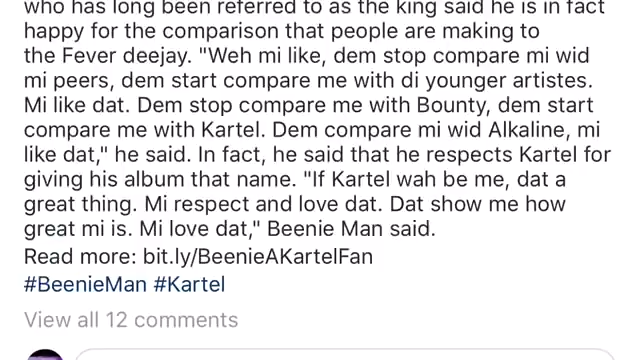 who has long been referred to as the king said he is in fact
happy for the comparison that people are making to
the Fever deejay. "Weh mi like, dem stop compare mi wid
mi peers, dem start compare me with di younger artistes.
Mi like dat. Dem stop compare me with Bounty, dem start
compare me with Kartel. Dem compare mi wid Alkaline, mi
like dat," he said. In fact, he said that he respects Kartel for
giving his album that name. "If Kartel wah be me, dat a
great thing. Mi respect and love dat. Dat show me how
great mi is. Mi love dat," Beenie Man said.
Read more: bit.ly/BeenieAKartelFan
#BeenieMan #Kartel
View all 12 comments